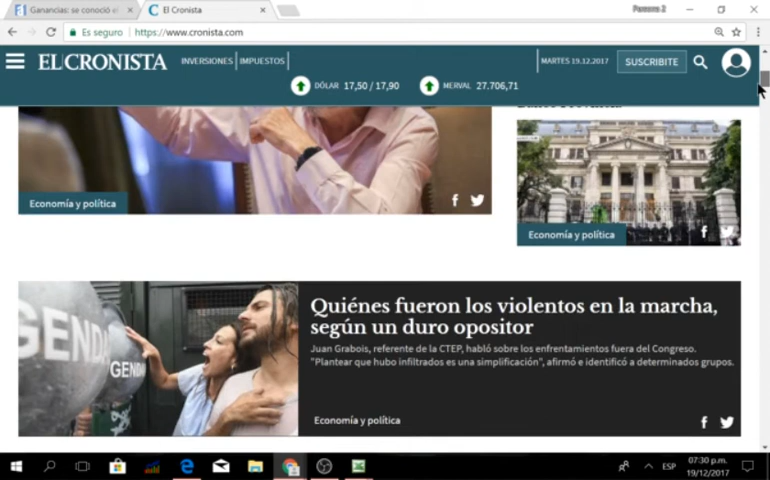 Ganancias: se conoció el
El Cronista
Es seguro
https://www.cronista.com
EL CRONISTA
INVERSIONES
IMPUESTOS
MARTES 19.12.2017
SUSCRIBITE
DÓLAR 17,50 / 17,90
MERVAL 27.706,71
Economía y política
Economía y política
GENDA
GENDA
Quiénes fueron los violentos en la marcha,
según un duro opositor
Juan Grabois, referente de la CTEP, habló sobre los enfrentamientos fuera del Congreso.
"Plantear que hubo infiltrados es una simplificación", afirmó e identificó a determinados grupos.
Economía y política
ESP
07:30 p.m.
19/12/2017